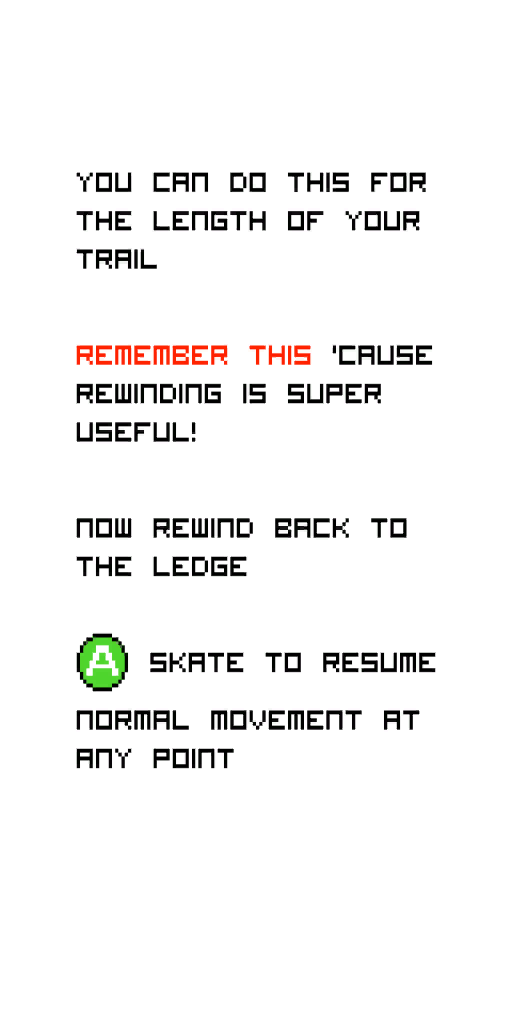 YOU CAN DO THIS FOR
THE LENGTH OF YOUR
TRAIL
REMEMBER THIS 'CAUSE
REWINDING IS SUPER
USEFUL!
NOW REWIND BACK TO
THE LEDGE
A SKATE TO RESUME
NORMAL MOVEMENT AT
ANY POINT